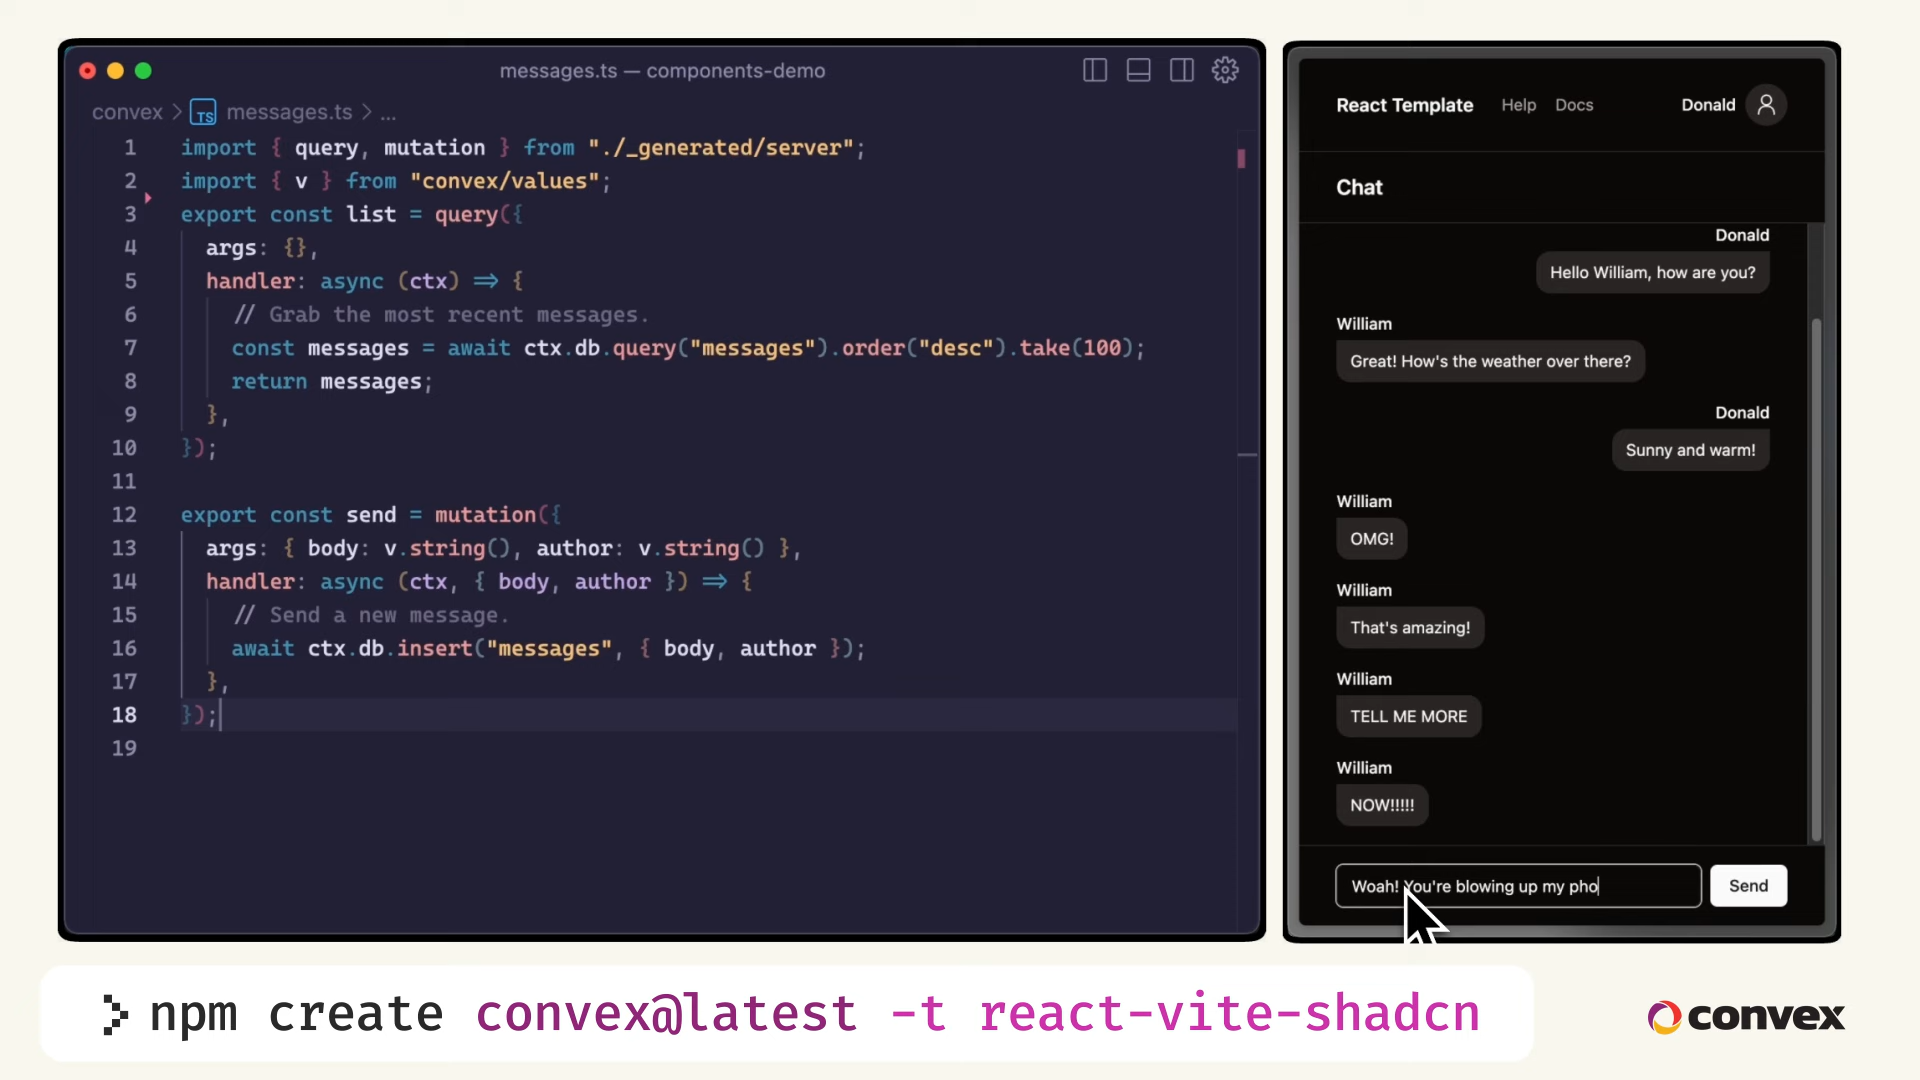 messages.ts — components-demo
convex > TS messages.ts > ...
1 import { query, mutation } from "./_generated/server";
2 import { v } from "convex/values";
3 export const list = query({
4 args: {},
5 handler: async (ctx) => {
6 // Grab the most recent messages.
7 const messages = await ctx.db.query("messages").order("desc").take(100);
8 return messages;
9 },
10 });
11
12 export const send = mutation({
13 args: { body: v.string(), author: v.string() },
14 handler: async (ctx, { body, author }) => {
15 // Send a new message.
16 await ctx.db.insert("messages", { body, author });
17 },
18 });
19
React Template Help Docs Donald
Chat
Donald
Hello William, how are you?
William
Great! How's the weather over there?
Donald
Sunny and warm!
William
OMG!
William
That's amazing!
William
TELL ME MORE
William
NOW!!!!!
Woah! You're blowing up my pho
Send
npm create convex@latest -t react-vite-shadcn
convex